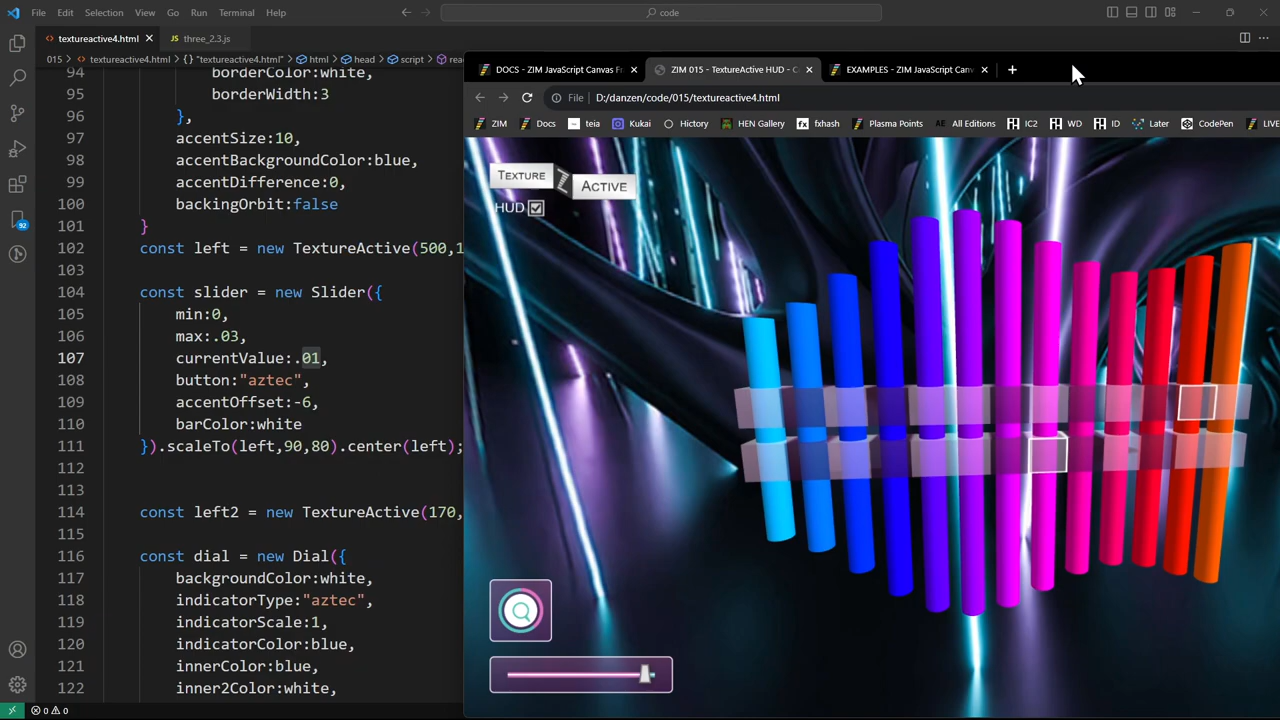 File Edit Selection View Go Run Terminal Help
code
textureactive4.html
three_2.3.js
015 > textureactive4.html > {} "textureactive4.html" > html > head > script > rea
94 borderColor:white,
95 borderWidth:3
96 },
97 accentSize:10,
98 accentBackgroundColor:blue,
99 accentDifference:0,
100 backingOrbit:false
101 }
102 const left = new TextureActive(500,1
103
104 const slider = new Slider({
105 min:0,
106 max:.03,
107 currentValue:.01,
108 button:"aztec",
109 accentOffset:-6,
110 barColor:white
111 }).scaleTo(left,90,80).center(left);
112
113
114 const left2 = new TextureActive(170,
115
116 const dial = new Dial({
117 backgroundColor:white,
118 indicatorType:"aztec",
119 indicatorScale:1,
120 indicatorColor:blue,
121 innerColor:blue,
122 inner2Color:white,
92
0 0
DOCS - ZIM JavaScript Canvas Fr
ZIM 015 - TextureActive HUD - C
EXAMPLES - ZIM JavaScript Canv
File D:/danzen/code/015/textureactive4.html
ZIM Docs teia Kukai Hictory HEN Gallery fxhash Plasma Points All Editions IC2 WD ID Later CodePen LIVE
TEXTURE
ACTIVE
HUD